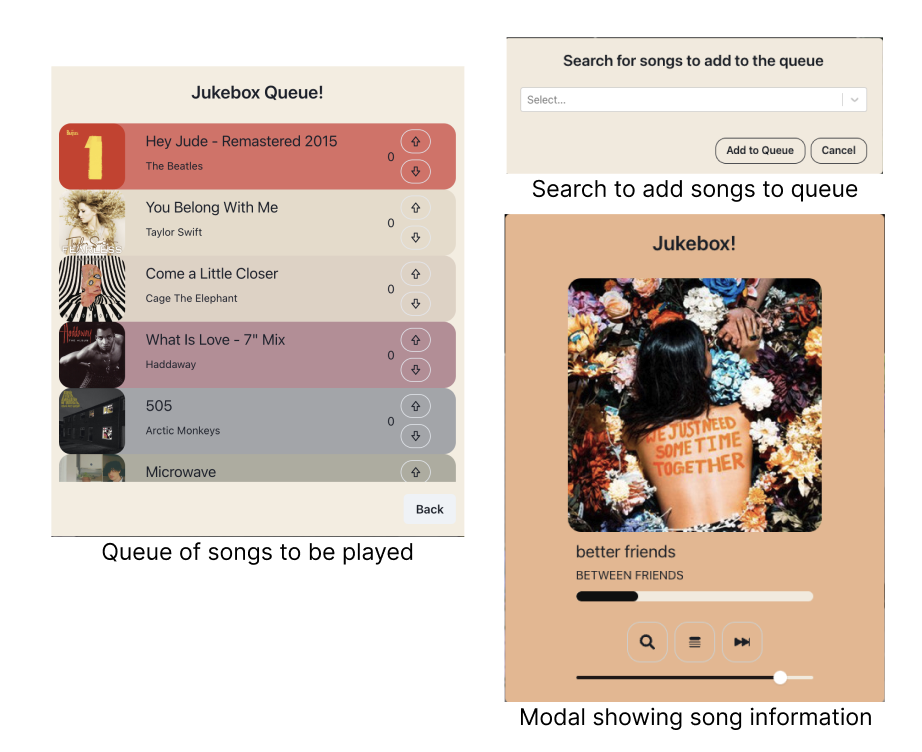 Jukebox Queue!
Hey Jude - Remastered 2015
The Beatles
0
You Belong With Me
Taylor Swift
0
FEARLESS
Come a Little Closer
Cage The Elephant
0
Haddaway
What Is Love - 7" Mix
Haddaway
0
505
Arctic Monkeys
0
Microwave
Back
Queue of songs to be played
Search for songs to add to the queue
Select...
Add to Queue
Cancel
Search to add songs to queue
Jukebox!
WE JUST NEED
SOME TIME
TOGETHER
better friends
BETWEEN FRIENDS
Modal showing song information